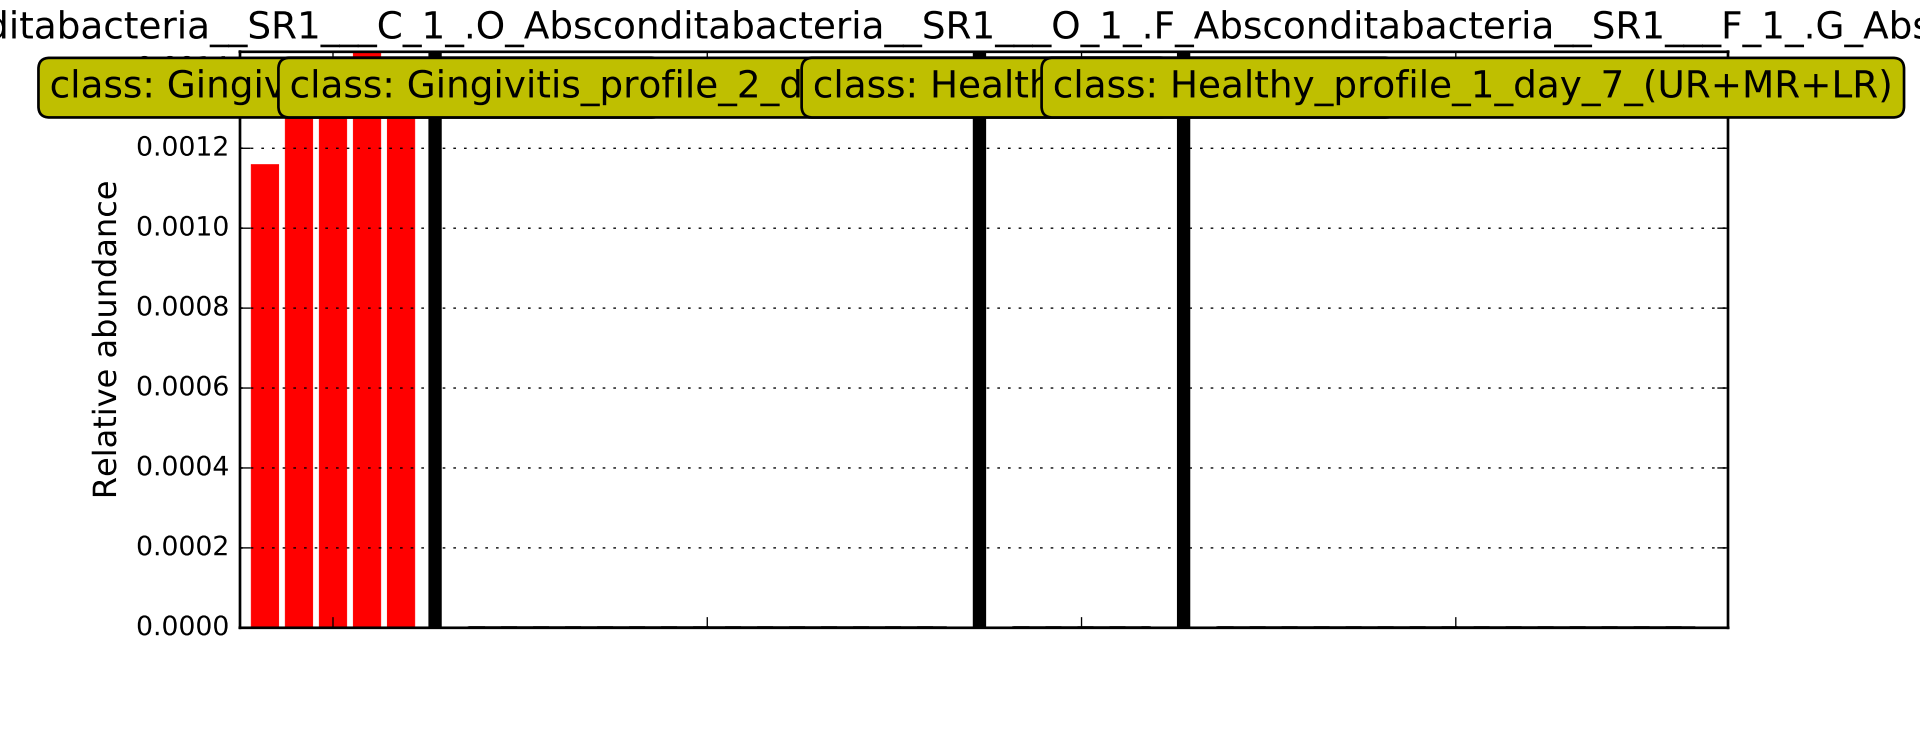 ditabacteria__SR1___C_1_.O_Absconditabacteria__SR1___O_1_.F_Absconditabacteria__SR1___F_1_.G_Abs
class: Gingiv
class: Gingivitis_profile_2_d
class: Health
class: Healthy_profile_1_day_7_(UR+MR+LR)
0.0012
0.0010
0.0008
0.0006
0.0004
0.0002
0.0000
Relative abundance